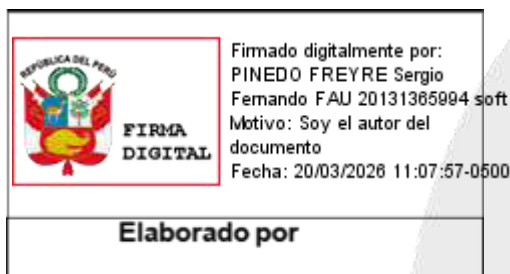 REPÚBLICA DEL PERÚ
FIRMA
DIGITAL
Firmado digitalmente por:
PINEDO FREYRE Sergio
Fernando FAU 20131365994 soft
Motivo: Soy el autor del
documento
Fecha: 20/03/2026 11:07:57-0500
Elaborado por